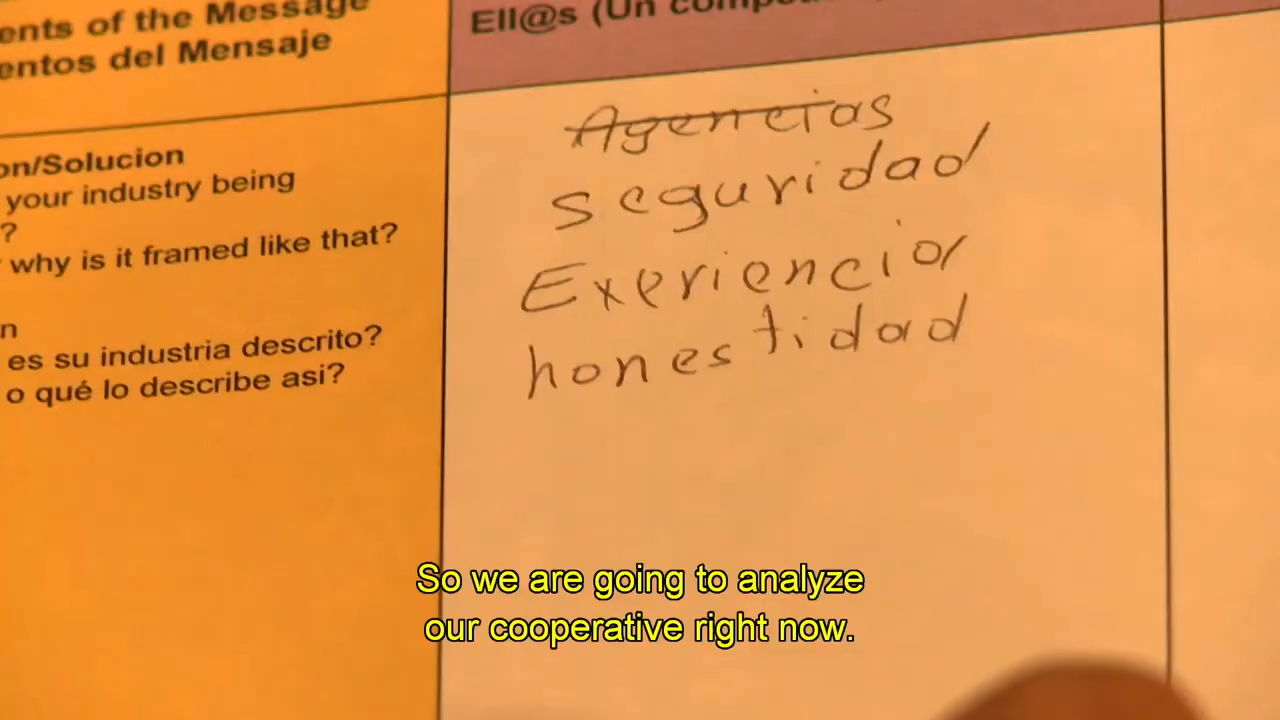 ents of the Message
entos del Mensaje
Ell@s (Un
on/Solucion
your industry being
?
why is it framed like that?
n
es su industria descrito?
o qué lo describe asi?
Agencias
seguridad
Exeriencia
honestidad
So we are going to analyze
our cooperative right now.